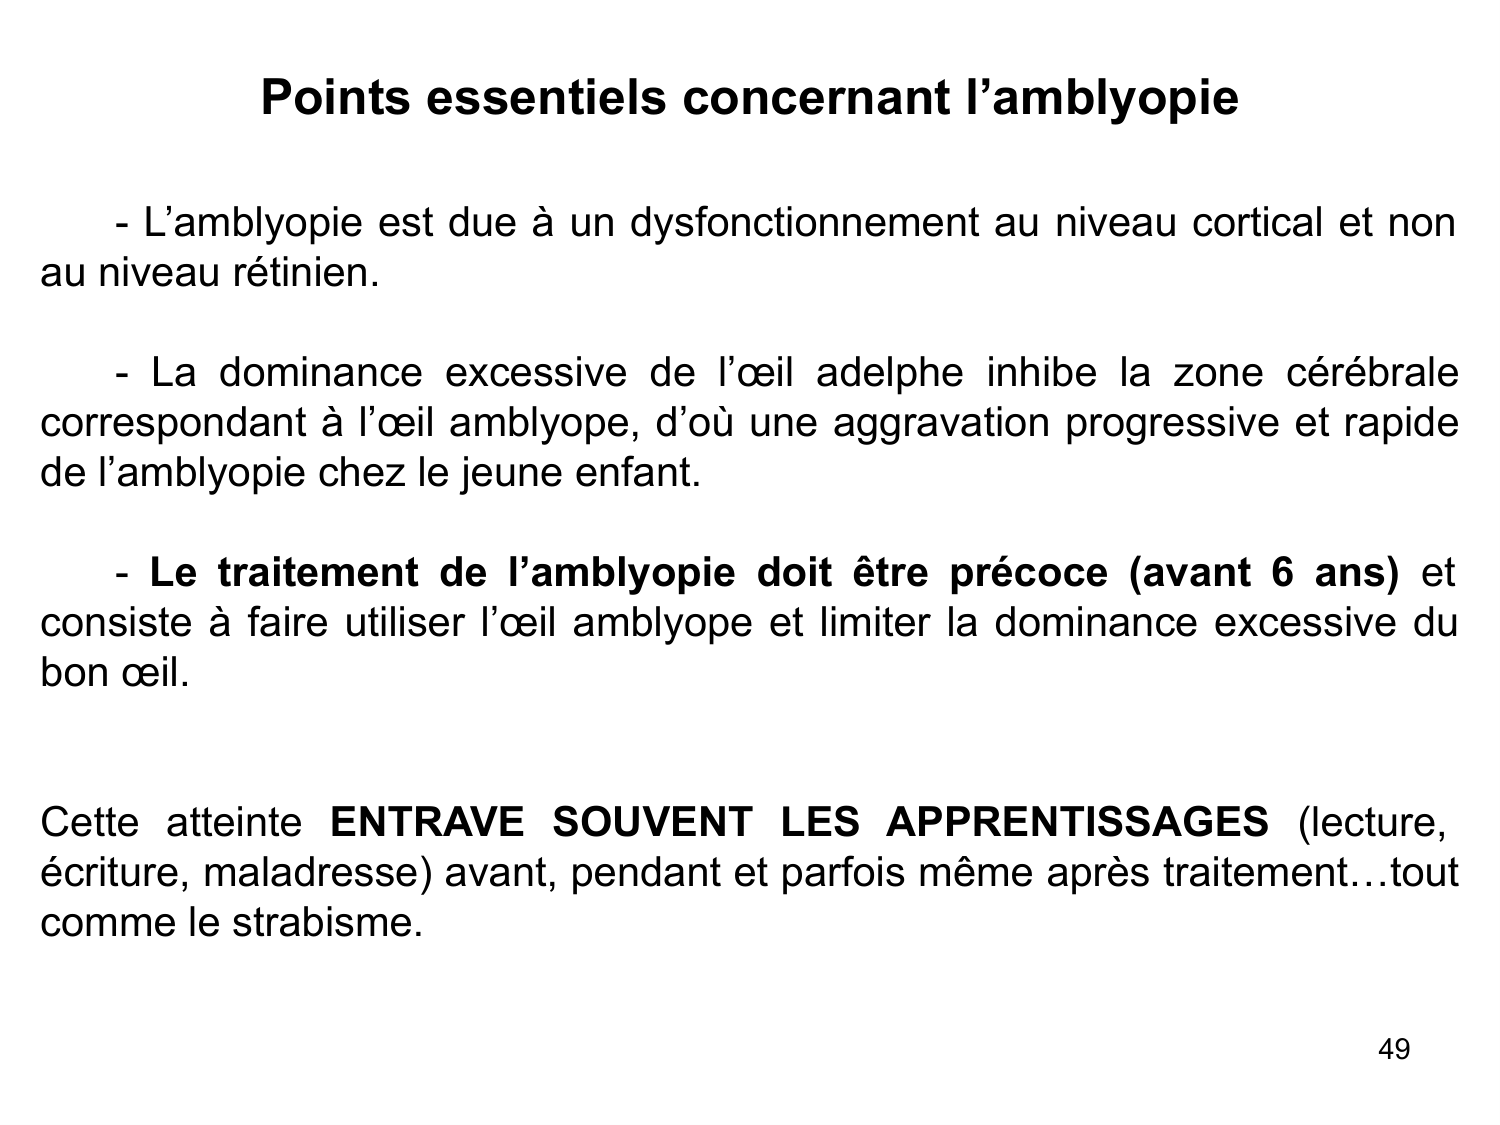 Points essentiels concernant l’amblyopie
- L’amblyopie est due à un dysfonctionnement au niveau cortical et non
au niveau rétinien.
- La dominance excessive de l’œil adelphe inhibe la zone cérébrale
correspondant à l’œil amblyope, d’où une aggravation progressive et rapide
de l’amblyopie chez le jeune enfant.
- Le traitement de l’amblyopie doit être précoce (avant 6 ans) et
consiste à faire utiliser l’œil amblyope et limiter la dominance excessive du
bon œil.
Cette atteinte ENTRAVE SOUVENT LES APPRENTISSAGES (lecture,
écriture, maladresse) avant, pendant et parfois même après traitement…tout
comme le strabisme.
49